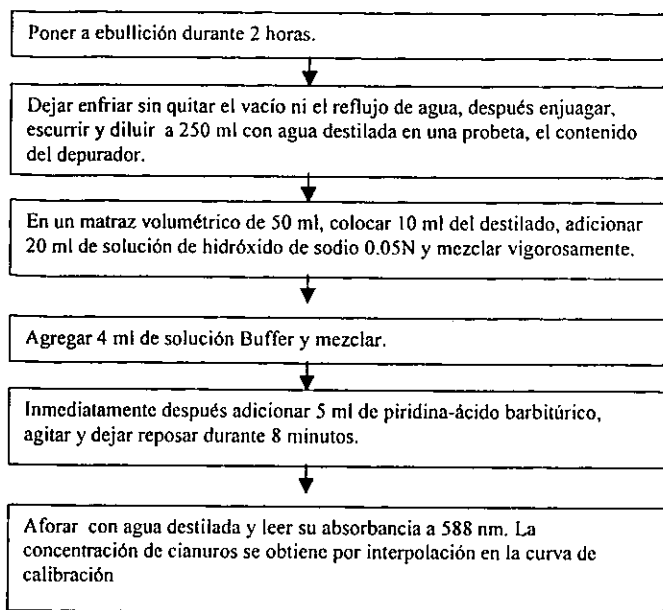 Poner a ebullición durante 2 horas.
Dejar enfriar sin quitar el vacío ni el reflujo de agua, después enjuagar,
escurrir y diluir a 250 ml con agua destilada en una probeta, el contenido
del depurador.
En un matraz volumétrico de 50 ml, colocar 10 ml del destilado, adicionar
20 ml de solución de hidróxido de sodio 0.05N y mezclar vigorosamente.
Agregar 4 ml de solución Buffer y mezclar.
Inmediatamente después adicionar 5 ml de piridina-ácido barbitúrico,
agitar y dejar reposar durante 8 minutos.
Aforar con agua destilada y leer su absorbancia a 588 nm. La
concentración de cianuros se obtiene por interpolación en la curva de
calibración